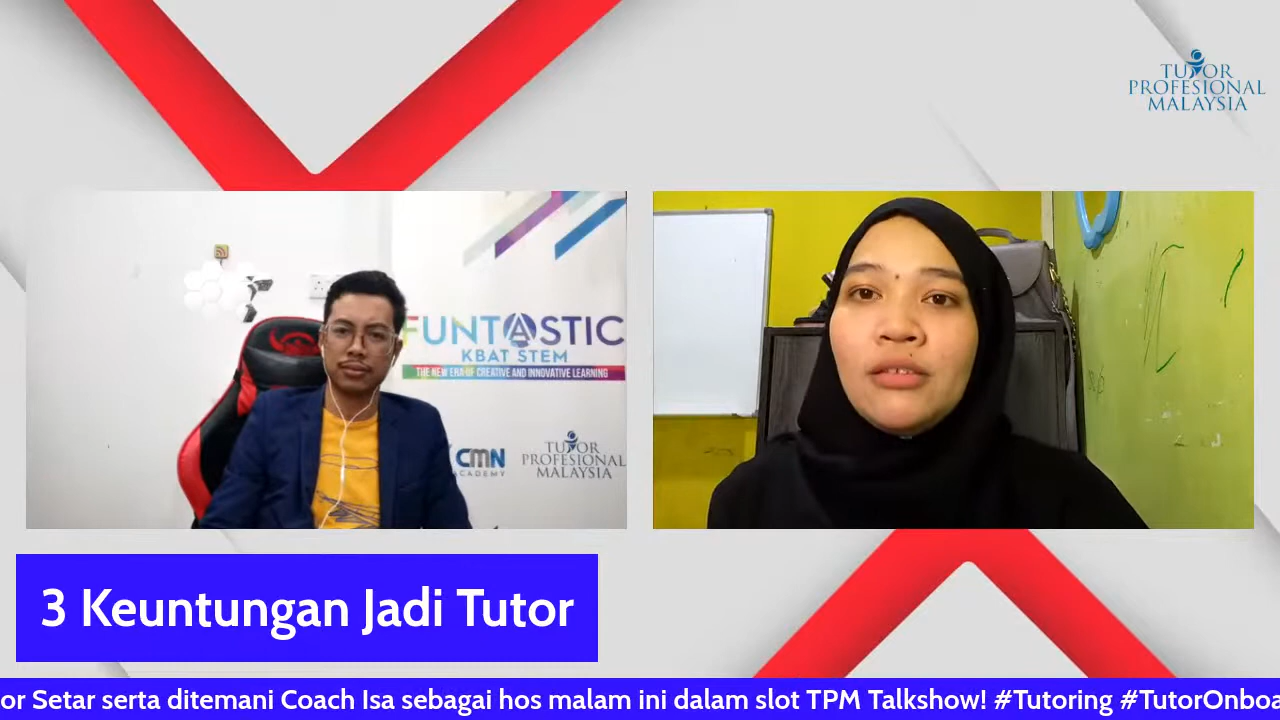 TUTOR
PROFESIONAL
MALAYSIA
FUNTASTIC
KBAT STEM
THE NEW ERA OF CREATIVE AND INNOVATIVE LEARNING
CMN
ACADEMY
TUTOR
PROFESIONAL
MALAYSIA
3 Keuntungan Jadi Tutor
or Setar serta ditemani Coach Isa sebagai hos malam ini dalam slot TPM Talkshow! #Tutoring #TutorOnboa